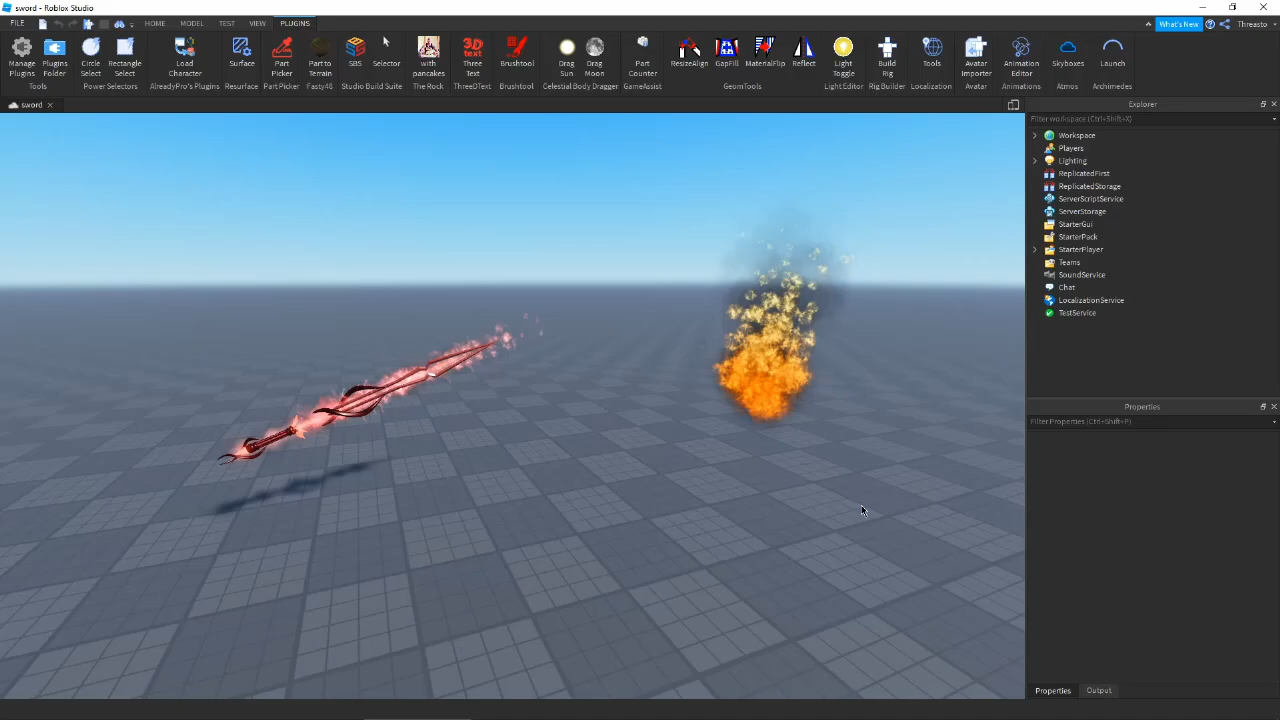 sword - Roblox Studio
FILE HOME MODEL TEST VIEW PLUGINS What's New Threasto
Manage Plugins Plugins Folder Circle Select Rectangle Select Load Character Surface Part Picker Part to Terrain SBS Selector with pancakes Three Text Brushtool Drag Sun Drag Moon Part Counter ResizeAlign GapFill MaterialFlip Reflect Light Toggle Build Rig Tools Avatar Importer Animation Editor Skyboxes Launch
Tools Power Selectors AlreadyPro's Plugins Resurface Part Picker Fasty48 Studio Build Suite The Rock ThreeDText Brushtool Celestial Body Dragger GameAssist GeomTools Light Editor Rig Builder Localization Avatar Animations Atmos Archimedes
sword
Explorer
Filter workspace (Ctrl+Shift+X)
Workspace
Players
Lighting
ReplicatedFirst
ReplicatedStorage
ServerScriptService
ServerStorage
StarterGui
StarterPack
StarterPlayer
Teams
SoundService
Chat
LocalizationService
TestService
Properties
Filter Properties (Ctrl+Shift+P)
Properties Output